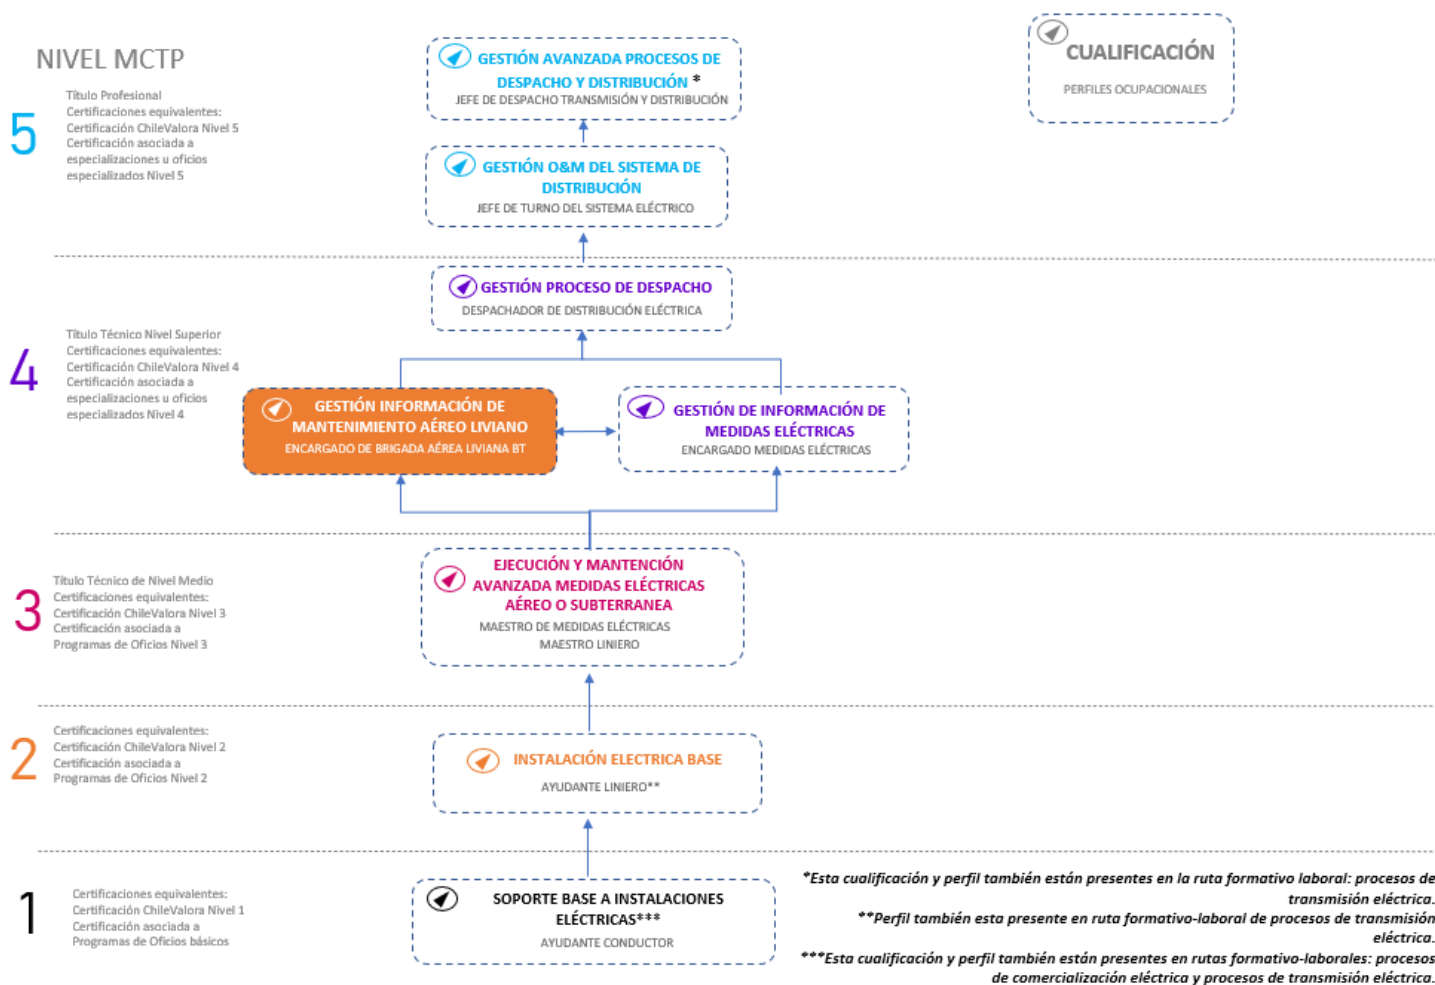 NIVEL MCTP
CUALIFICACIÓN
PERFILES OCUPACIONALES
5
Título Profesional
Certificaciones equivalentes:
Certificación ChileValora Nivel 5
Certificación asociada a
especializaciones u oficios
especializados Nivel 5
GESTIÓN AVANZADA PROCESOS DE
DESPACHO Y DISTRIBUCIÓN *
JEFE DE DESPACHO TRANSMISIÓN Y DISTRIBUCIÓN
GESTIÓN O&M DEL SISTEMA DE
DISTRIBUCIÓN
JEFE DE TURNO DEL SISTEMA ELÉCTRICO
4
Título Técnico Nivel Superior
Certificaciones equivalentes:
Certificación ChileValora Nivel 4
Certificación asociada a
especializaciones u oficios
especializados Nivel 4
GESTIÓN PROCESO DE DESPACHO
DESPACHADOR DE DISTRIBUCIÓN ELÉCTRICA
GESTIÓN INFORMACIÓN DE
MANTENIMIENTO AÉREO LIVIANO
ENCARGADO DE BRIGADA AÉREA LIVIANA BT
GESTIÓN DE INFORMACIÓN DE
MEDIDAS ELÉCTRICAS
ENCARGADO MEDIDAS ELÉCTRICAS
3
Título Técnico de Nivel Medio
Certificaciones equivalentes:
Certificación ChileValora Nivel 3
Certificación asociada a
Programas de Oficios Nivel 3
EJECUCIÓN Y MANTENCIÓN
AVANZADA MEDIDAS ELÉCTRICAS
AÉREO O SUBTERRANEA
MAESTRO DE MEDIDAS ELÉCTRICAS
MAESTRO LINIERO
2
Certificaciones equivalentes:
Certificación ChileValora Nivel 2
Certificación asociada a
Programas de Oficios Nivel 2
INSTALACIÓN ELECTRICA BASE
AYUDANTE LINIERO**
1
Certificaciones equivalentes:
Certificación ChileValora Nivel 1
Certificación asociada a
Programas de Oficios básicos
SOPORTE BASE A INSTALACIONES
ELÉCTRICAS***
AYUDANTE CONDUCTOR
*Esta cualificación y perfil también están presentes en la ruta formativo laboral: procesos de
transmisión eléctrica.
**Perfil también esta presente en ruta formativo-laboral de procesos de transmisión
eléctrica.
***Esta cualificación y perfil también están presentes en rutas formativo-laborales: procesos
de comercialización eléctrica y procesos de transmisión eléctrica.